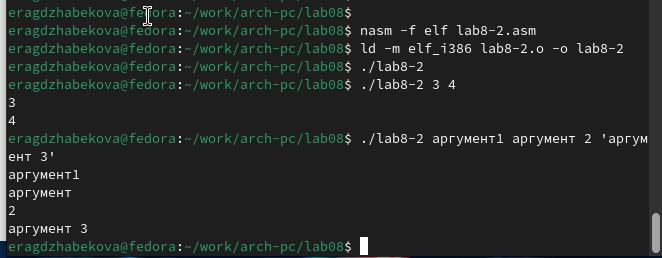 eragdzhabekova@fedora:~/work/arch-pc/lab08$
eragdzhabekova@fedora:~/work/arch-pc/lab08$ nasm -f elf lab8-2.asm
eragdzhabekova@fedora:~/work/arch-pc/lab08$ ld -m elf_i386 lab8-2.o -o lab8-2
eragdzhabekova@fedora:~/work/arch-pc/lab08$ ./lab8-2
eragdzhabekova@fedora:~/work/arch-pc/lab08$ ./lab8-2 3 4
3
4
eragdzhabekova@fedora:~/work/arch-pc/lab08$ ./lab8-2 аргумент1 аргумент 2 'аргум
ент 3'
аргумент1
аргумент
2
аргумент 3
eragdzhabekova@fedora:~/work/arch-pc/lab08$